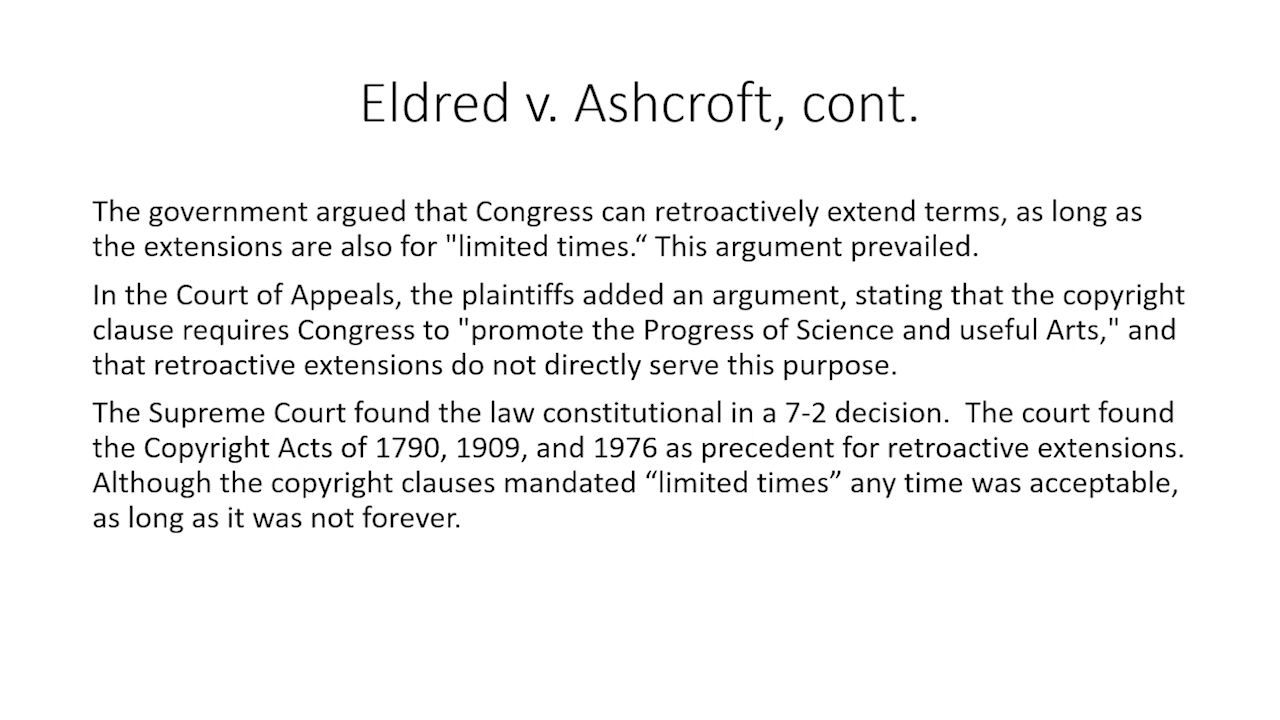 Eldred v. Ashcroft, cont.
The government argued that Congress can retroactively extend terms, as long as
the extensions are also for "limited times.“ This argument prevailed.
In the Court of Appeals, the plaintiffs added an argument, stating that the copyright
clause requires Congress to "promote the Progress of Science and useful Arts," and
that retroactive extensions do not directly serve this purpose.
The Supreme Court found the law constitutional in a 7-2 decision.  The court found
the Copyright Acts of 1790, 1909, and 1976 as precedent for retroactive extensions.
Although the copyright clauses mandated “limited times” any time was acceptable,
as long as it was not forever.